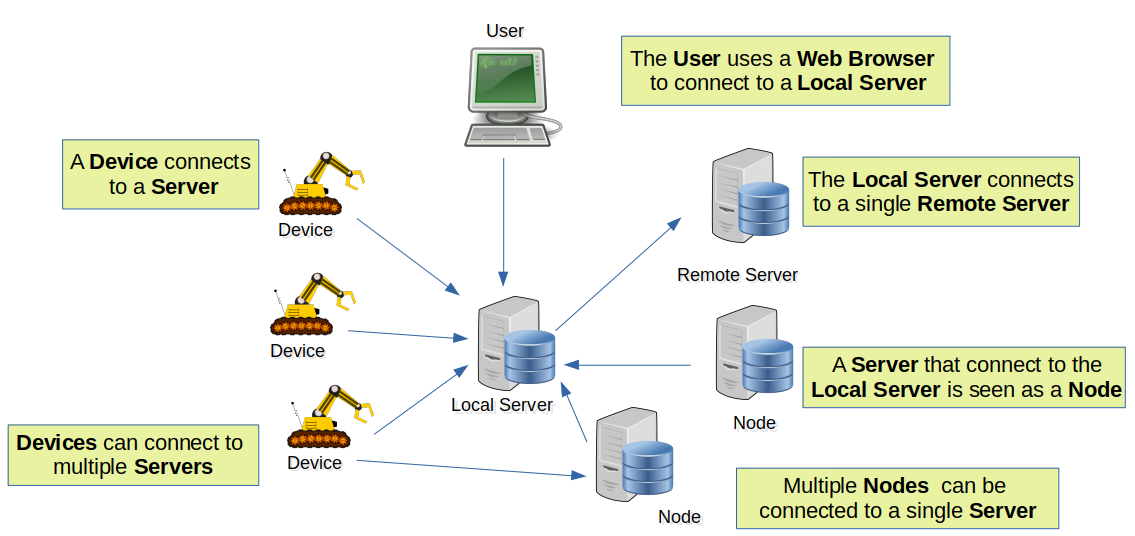 User
The User uses a Web Browser
to connect to a Local Server
A Device connects
to a Server
The Local Server connects
to a single Remote Server
Device
Remote Server
Device
A Server that connect to the
Local Server is seen as a Node
Local Server
Node
Devices can connect to
multiple Servers
Device
Multiple Nodes can be
connected to a single Server
Node